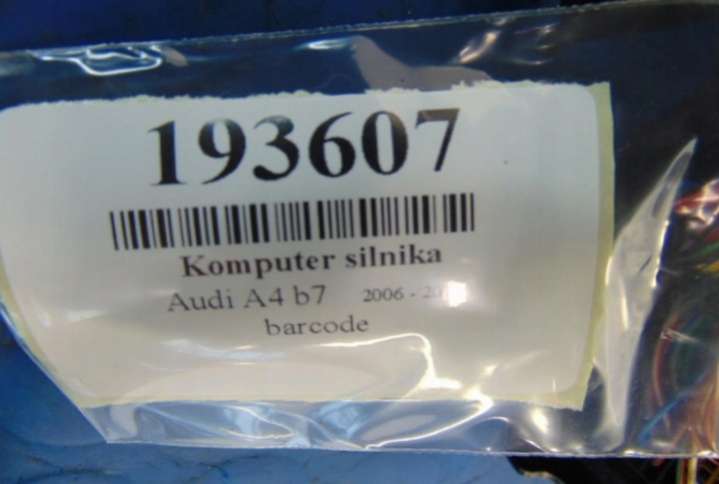 193607
Komputer silnika
Audi A4 b7 2006 -
barcode